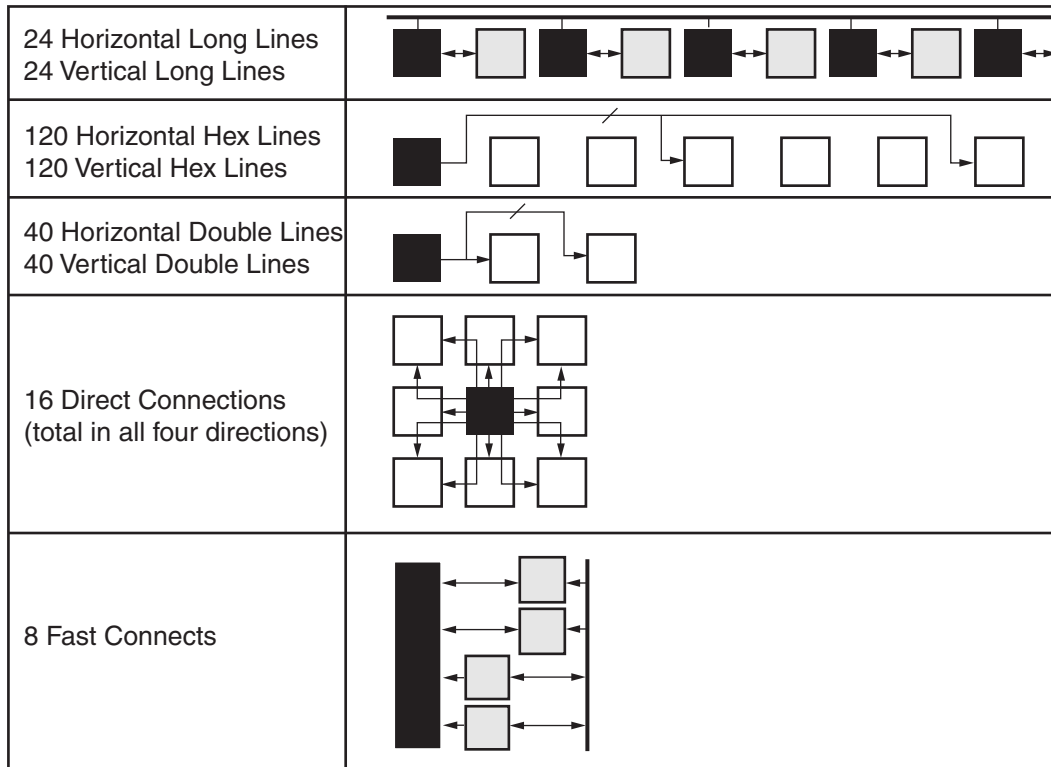 24 Horizontal Long Lines
24 Vertical Long Lines
120 Horizontal Hex Lines
120 Vertical Hex Lines
40 Horizontal Double Lines
40 Vertical Double Lines
16 Direct Connections
(total in all four directions)
8 Fast Connects